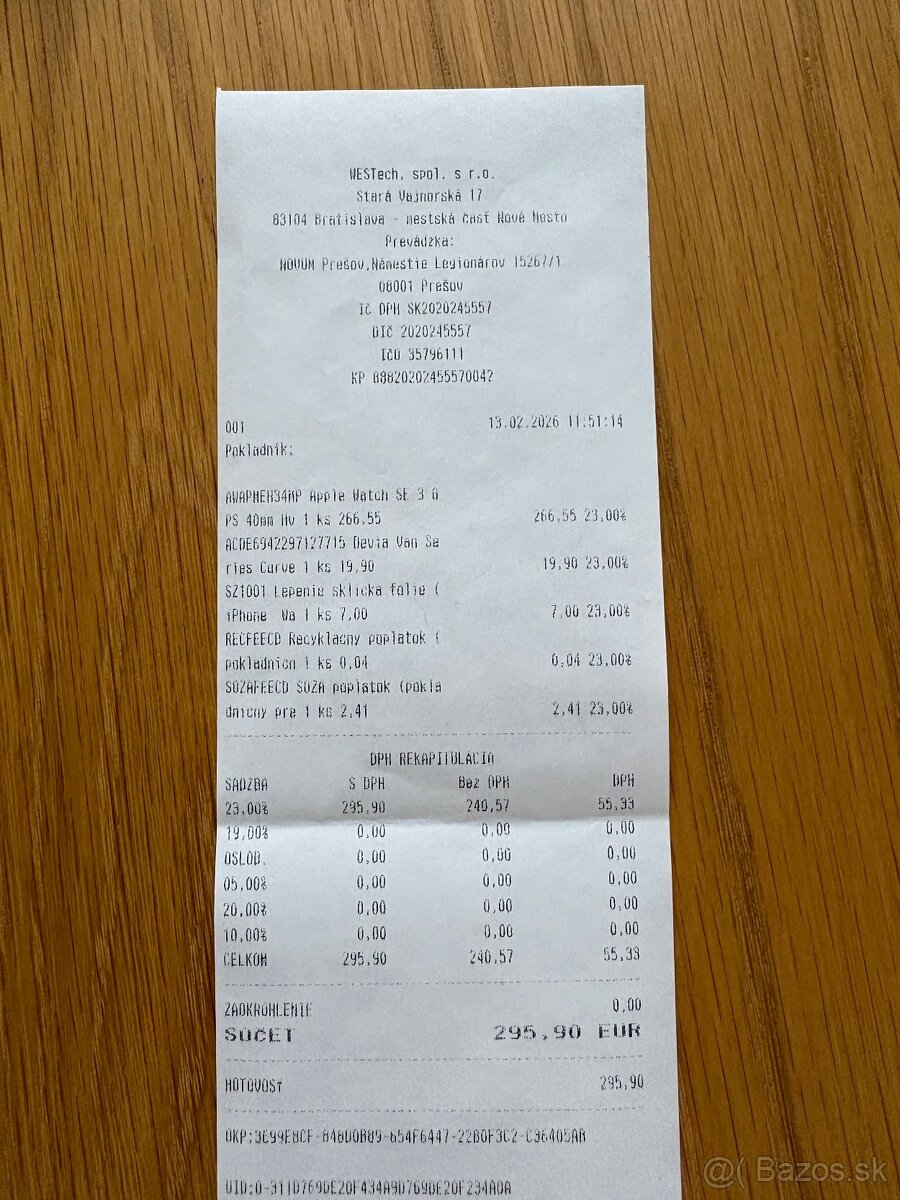 WESTech, spol. s r.o.
Stará Vajnorská 17
83104 Bratislava - mestská časť Nové Mesto
Prevádzka:
NOVUM Prešov,Námestie Legionárov 15267/1
08001 Prešov
IČ DPH SK2020245557
DIČ 2020245557
IČO 35796111
KP 88820202455570042
001 13.02.2026 11:51:14
Pokladník:
AWAPMEH34MP Apple Watch SE 3 G
PS 40mm Mv 1 ks 266,55 266,55 23,00%
ACDE6942297127715 Devia Van Se
ries Curve 1 ks 19,90 19,90 23,00%
SZ1001 Lepenie sklicka folie (
iPhone Wa 1 ks 7,00 7,00 23,00%
RECFEECD Recyklacny poplatok (
pokladnicn 1 ks 0,04 0,04 23,00%
SOZAFEECD SOZA poplatok (pokla
dnicny pre 1 ks 2,41 2,41 23,00%
DPH REKAPITULACIA
SADZBA S DPH Bez DPH DPH
23,00% 295,90 240,57 55,33
19,00% 0,00 0,00 0,00
OSLOB. 0,00 0,00 0,00
05,00% 0,00 0,00 0,00
20,00% 0,00 0,00 0,00
10,00% 0,00 0,00 0,00
CELKOM 295,90 240,57 55,33
ZAOKRÚHLENIE 0,00
SÚČET 295,90 EUR
HOTOVOSŤ 295,90
OKP:3C99E8CF-848D0B89-654F6447-22B0F3C2-C36405AB
UID:O-311D769DE20F434A9D769DE20F234ADA
@( Bazos.sk